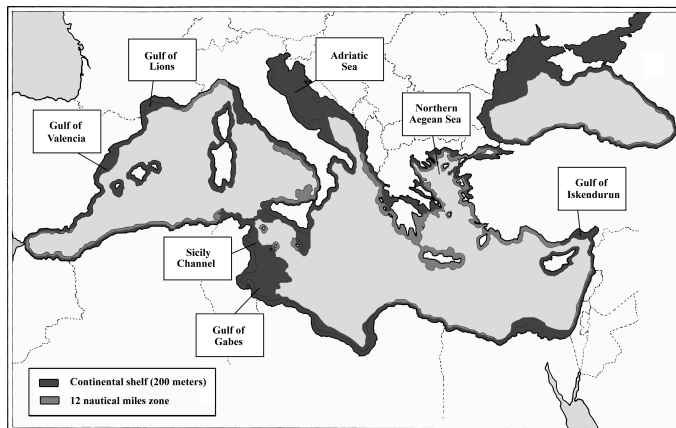 Gulf of
Lions
Adriatic
Sea
Northern
Aegean Sea
Gulf of
Valencia
Gulf of
Iskendurun
Sicily
Channel
Gulf of
Gabes
Continental shelf (200 meters)
12 nautical miles zone